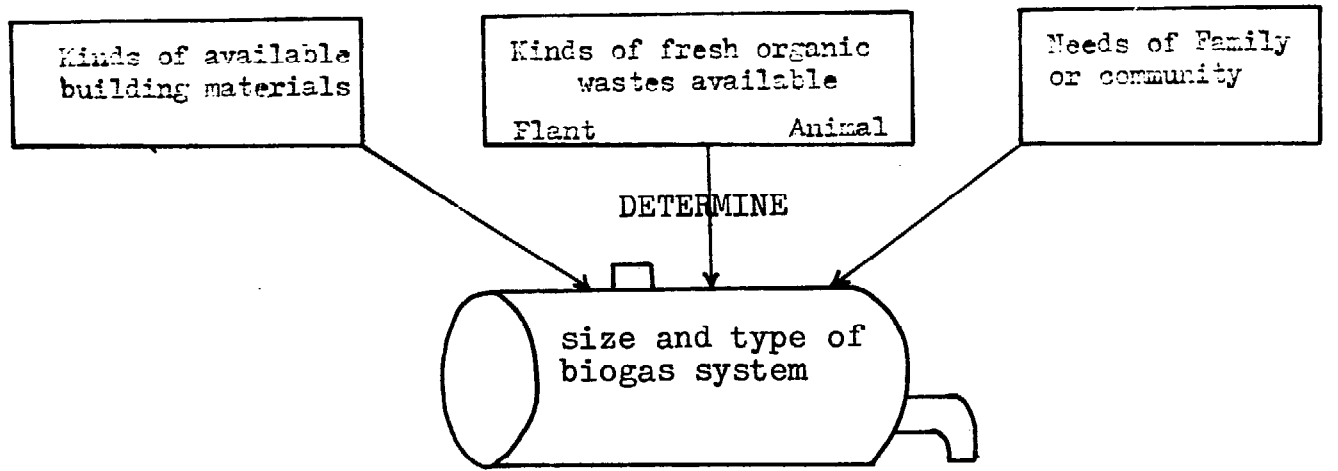 Kinds of available
building materials
Kinds of fresh organic
wastes available
Plant Animal
Needs of Family
or community
DETERMINE
size and type of
biogas system